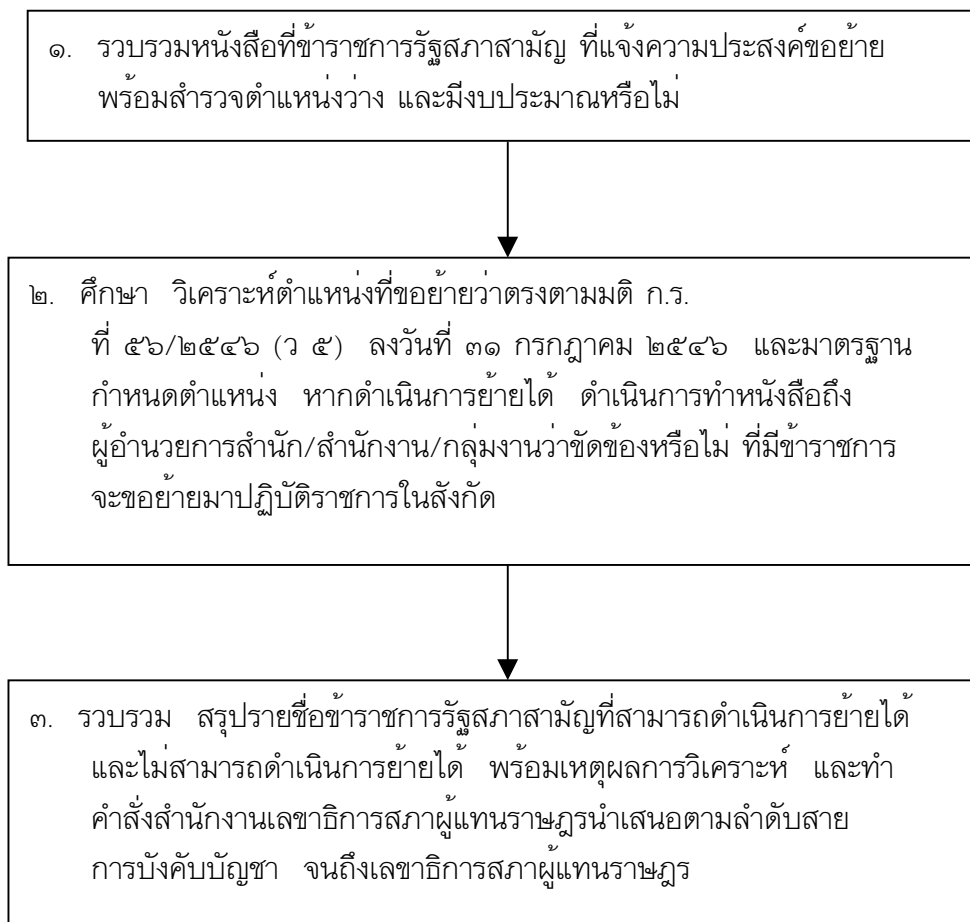 ๑. รวบรวมหนังสือที่ข้าราชการรัฐสภาสามัญ ที่แจ้งความประสงค์ขอย้าย
พร้อมสำรวจตำแหน่งว่าง และมีงบประมาณหรือไม่
๒. ศึกษา วิเคราะห์ตำแหน่งที่ขอย้ายว่าตรงตามมติ ก.ร.
ที่ ๕๖/๒๕๔๖ (ว ๕) ลงวันที่ ๓๑ กรกฎาคม ๒๕๔๖ และมาตรฐาน
กำหนดตำแหน่ง หากดำเนินการย้ายได้ ดำเนินการทำหนังสือถึง
ผู้อำนวยการสำนัก/สำนักงาน/กลุ่มงานว่าขัดข้องหรือไม่ ที่มีข้าราชการ
จะขอย้ายมาปฏิบัติราชการในสังกัด
๓. รวบรวม สรุปรายชื่อข้าราชการรัฐสภาสามัญที่สามารถดำเนินการย้ายได้
และไม่สามารถดำเนินการย้ายได้ พร้อมเหตุผลการวิเคราะห์ และทำ
คำสั่งสำนักงานเลขาธิการสภาผู้แทนราษฎรนำเสนอตามลำดับสาย
การบังคับบัญชา จนถึงเลขาธิการสภาผู้แทนราษฎร